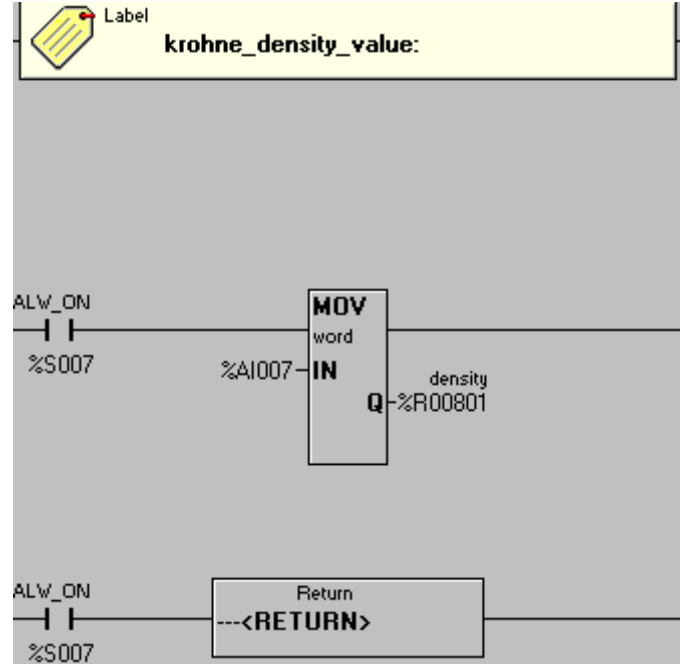 Label
krohne_density_value:
ALW_ON
%S007
MOV
word
%AI007
IN
density
Q
%R00801
ALW_ON
%S007
Return
---<RETURN>